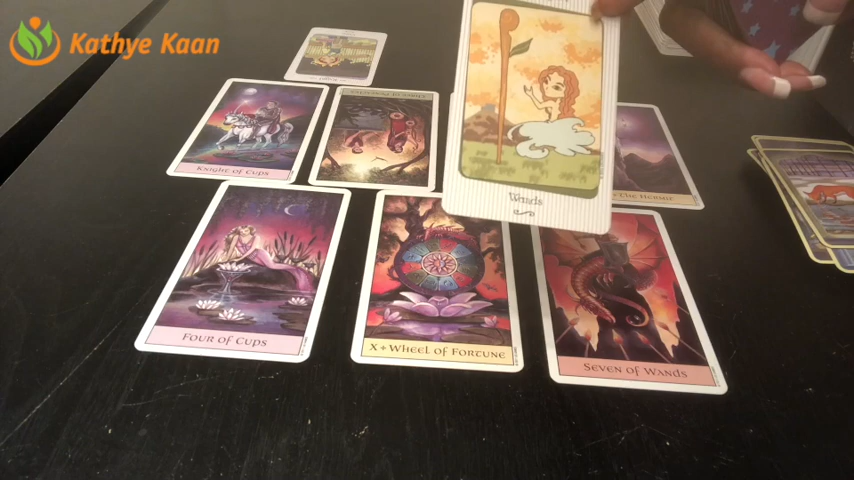 Kathye Kaan
Knight of Cups
Wands
The Hermit
Four of Cups
X Wheel of Fortune
Seven of Wands